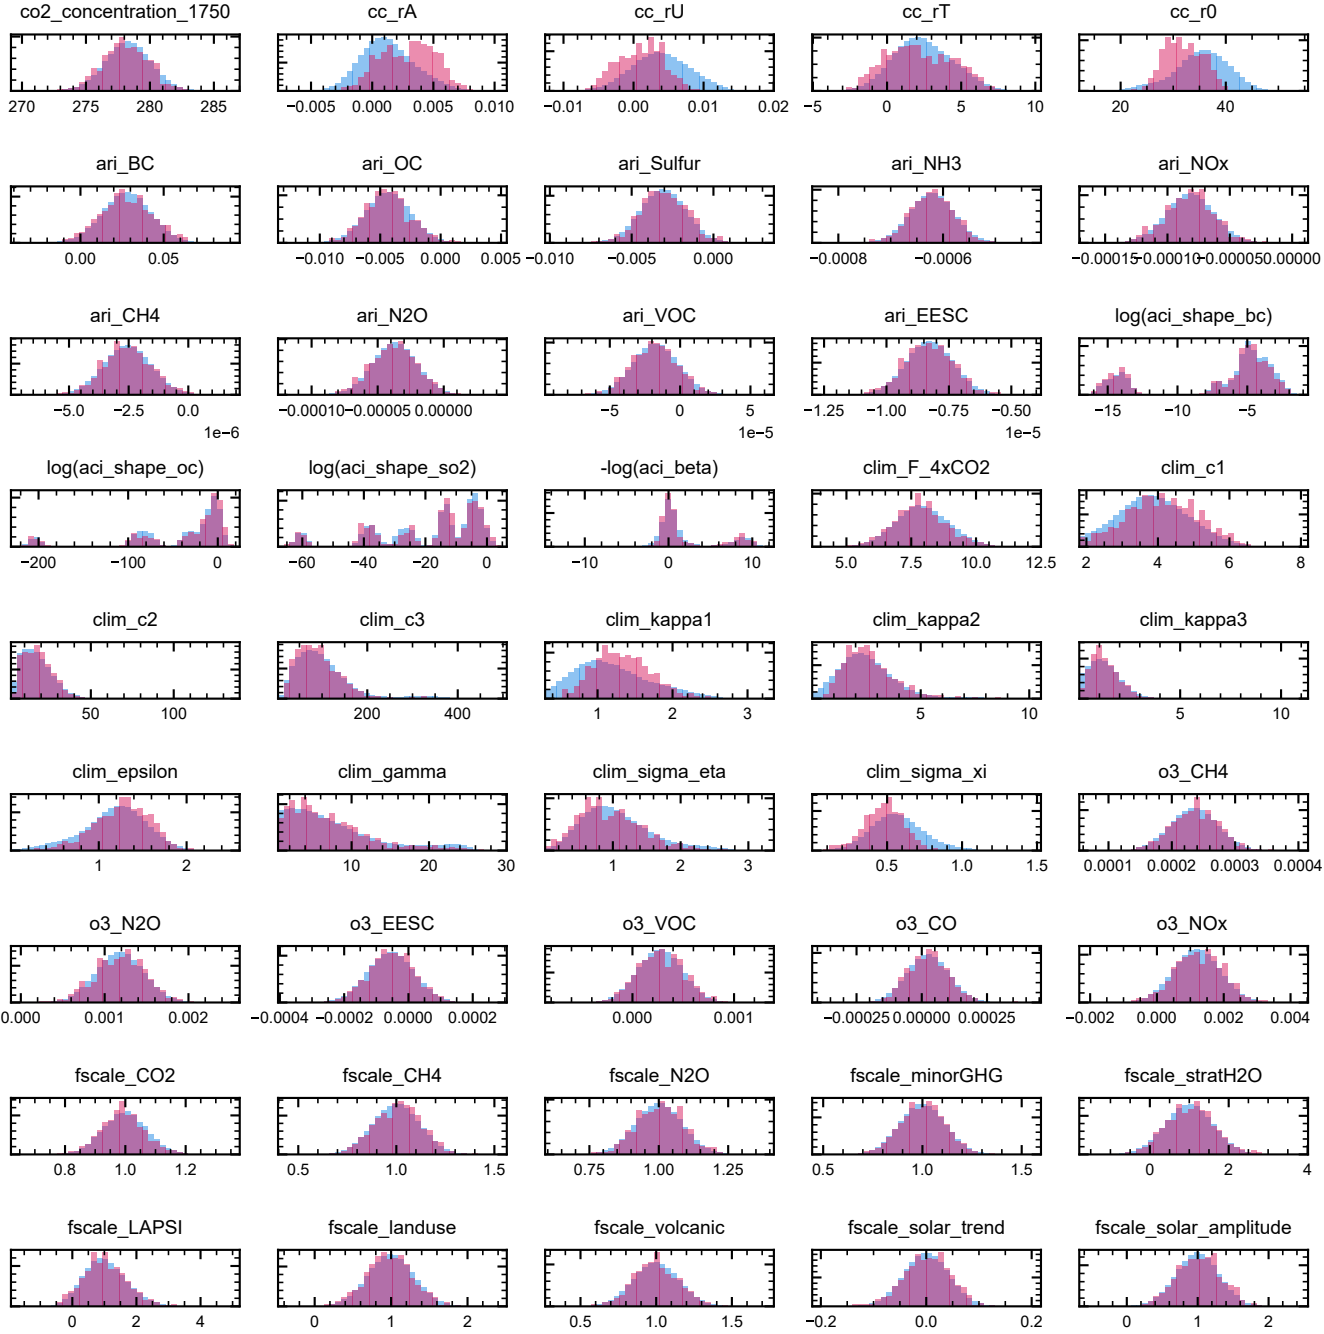 co2_concentration_1750 cc_rA cc_rU cc_rT cc_r0
270 275 280 285 −0.005 0.000 0.005 0.010 −0.01 0.00 0.01 0.02 −5 0 5 10 20 40
ari_BC ari_OC ari_Sulfur ari_NH3 ari_NOx
0.00 0.05 −0.010 −0.005 0.000 0.005 −0.010 −0.005 0.000 −0.0008 −0.0006 −0.00015 −0.00010 −0.00005 0.00000
ari_CH4 ari_N2O ari_VOC ari_EESC log(aci_shape_bc)
−5.0 −2.5 0.0 −0.00010 −0.00005 0.00000 −5 0 5 −1.25 −1.00 −0.75 −0.50 −15 −10 −5
1e−6 1e−5 1e−5
log(aci_shape_oc) log(aci_shape_so2) -log(aci_beta) clim_F_4xCO2 clim_c1
−200 −100 0 −60 −40 −20 0 −10 0 10 5.0 7.5 10.0 12.5 2 4 6 8
clim_c2 clim_c3 clim_kappa1 clim_kappa2 clim_kappa3
50 100 200 400 1 2 3 5 10 5 10
clim_epsilon clim_gamma clim_sigma_eta clim_sigma_xi o3_CH4
1 2 10 20 30 1 2 3 0.5 1.0 1.5 0.0001 0.0002 0.0003 0.0004
o3_N2O o3_EESC o3_VOC o3_CO o3_NOx
0.000 0.001 0.002 −0.0004 −0.0002 0.0000 0.0002 0.000 0.001 −0.00025 0.00000 0.00025 −0.002 0.000 0.002 0.004
fscale_CO2 fscale_CH4 fscale_N2O fscale_minorGHG fscale_stratH2O
0.8 1.0 1.2 0.5 1.0 1.5 0.75 1.00 1.25 0.5 1.0 1.5 0 2 4
fscale_LAPSI fscale_landuse fscale_volcanic fscale_solar_trend fscale_solar_amplitude
0 2 4 0 1 2 0.5 1.0 1.5 −0.2 0.0 0.2 0 1 2